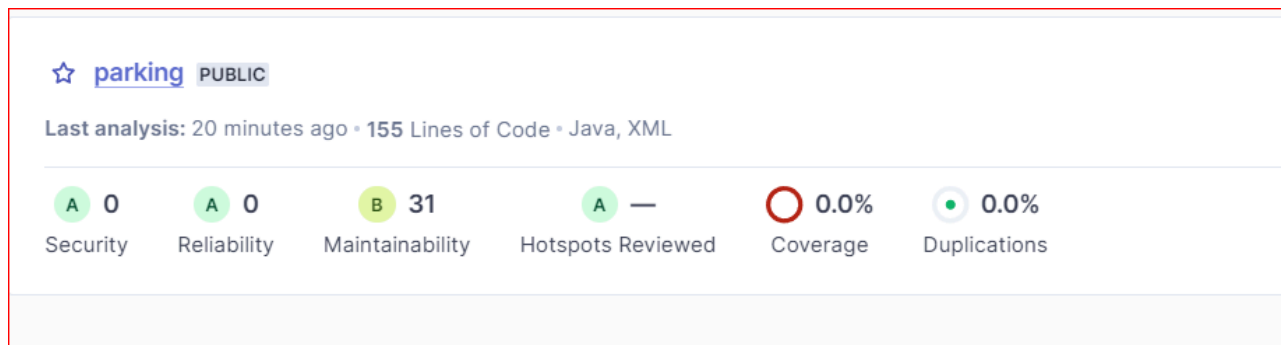 parking PUBLIC
Last analysis: 20 minutes ago • 155 Lines of Code • Java, XML
A 0 A 0 B 31 A — 0.0% 0.0%
Security Reliability Maintainability Hotspots Reviewed Coverage Duplications